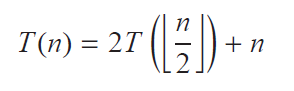 T(n) = 2T(⌊n/2⌋) + n